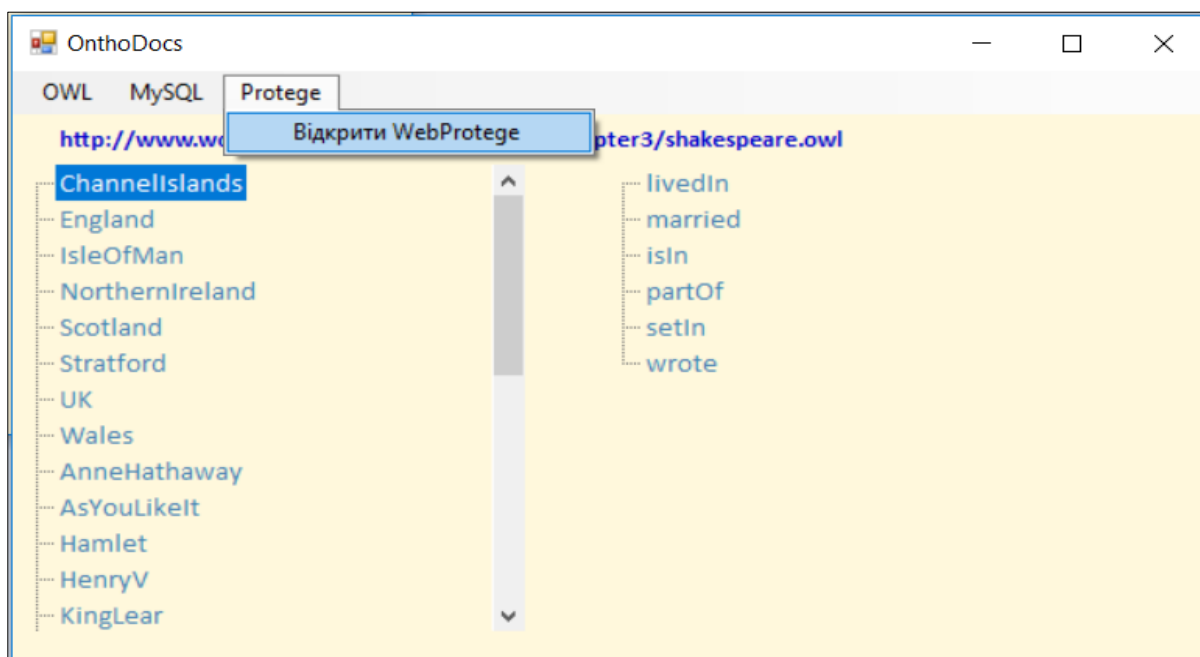 OnthoDocs
OWL MySQL Protege
Відкрити WebProtege
http://www.wo pter3/shakespeare.owl
ChannelIslands
England
IsleOfMan
NorthernIreland
Scotland
Stratford
UK
Wales
AnneHathaway
AsYouLikeIt
Hamlet
HenryV
KingLear
livedIn
married
isIn
partOf
setIn
wrote